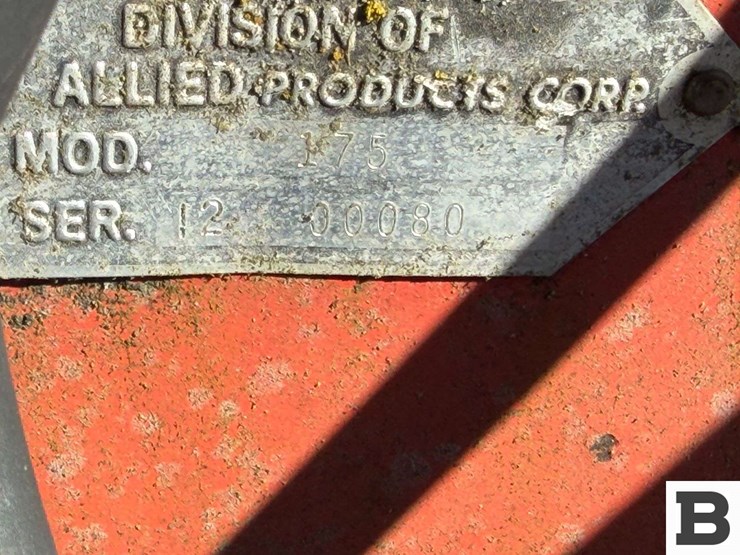 DIVISION OF
ALLIED PRODUCTS CORP.
MOD. 175
SER. 12 00080
B